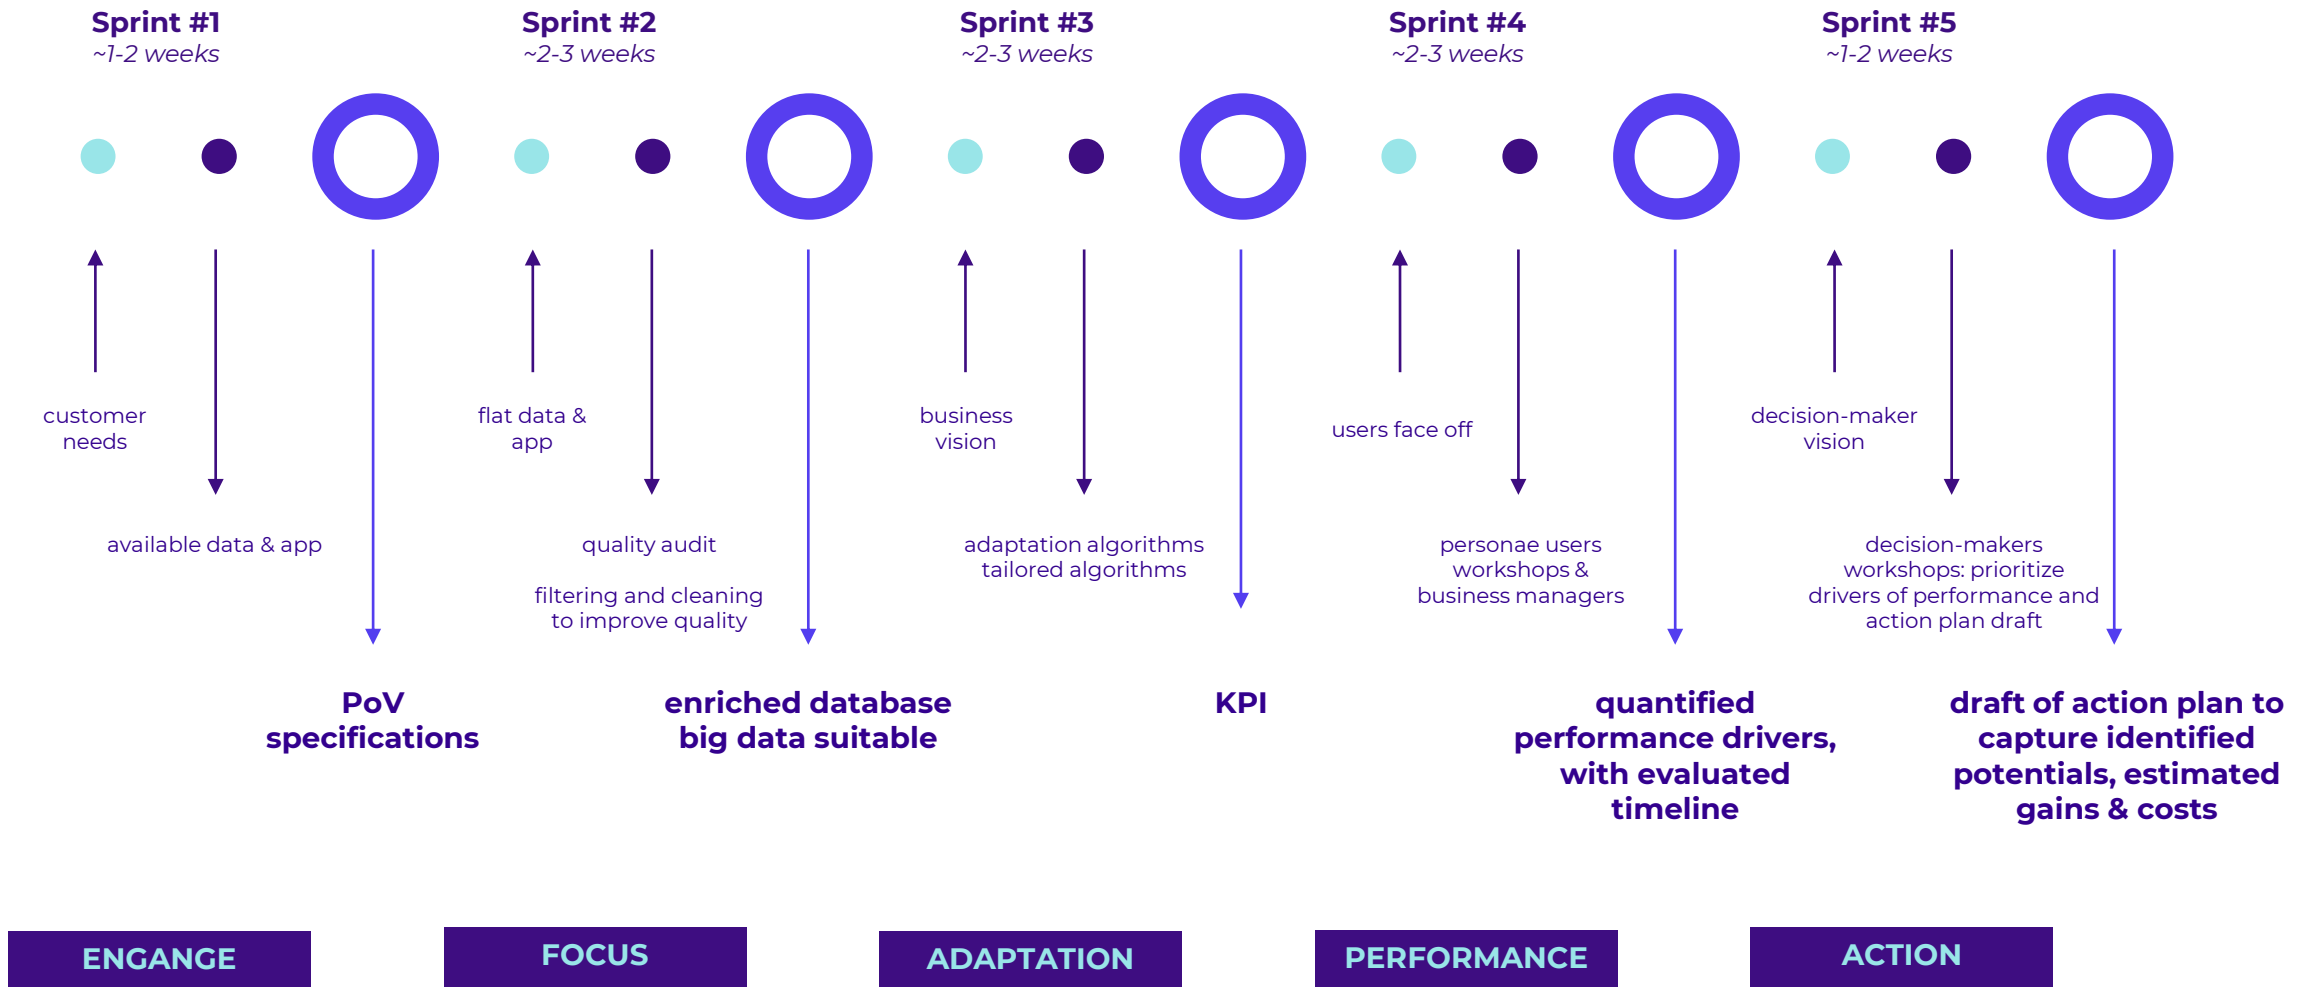 Sprint #1
~1-2 weeks
Sprint #2
~2-3 weeks
Sprint #3
~2-3 weeks
Sprint #4
~2-3 weeks
Sprint #5
~1-2 weeks
customer
needs
flat data &
app
business
vision
users face off
decision-maker
vision
available data & app
quality audit
filtering and cleaning
to improve quality
adaptation algorithms
tailored algorithms
personae users
workshops &
business managers
decision-makers
workshops: prioritize
drivers of performance and
action plan draft
PoV
specifications
enriched database
big data suitable
KPI
quantified
performance drivers,
with evaluated
timeline
draft of action plan to
capture identified
potentials, estimated
gains & costs
ENGANGE
FOCUS
ADAPTATION
PERFORMANCE
ACTION